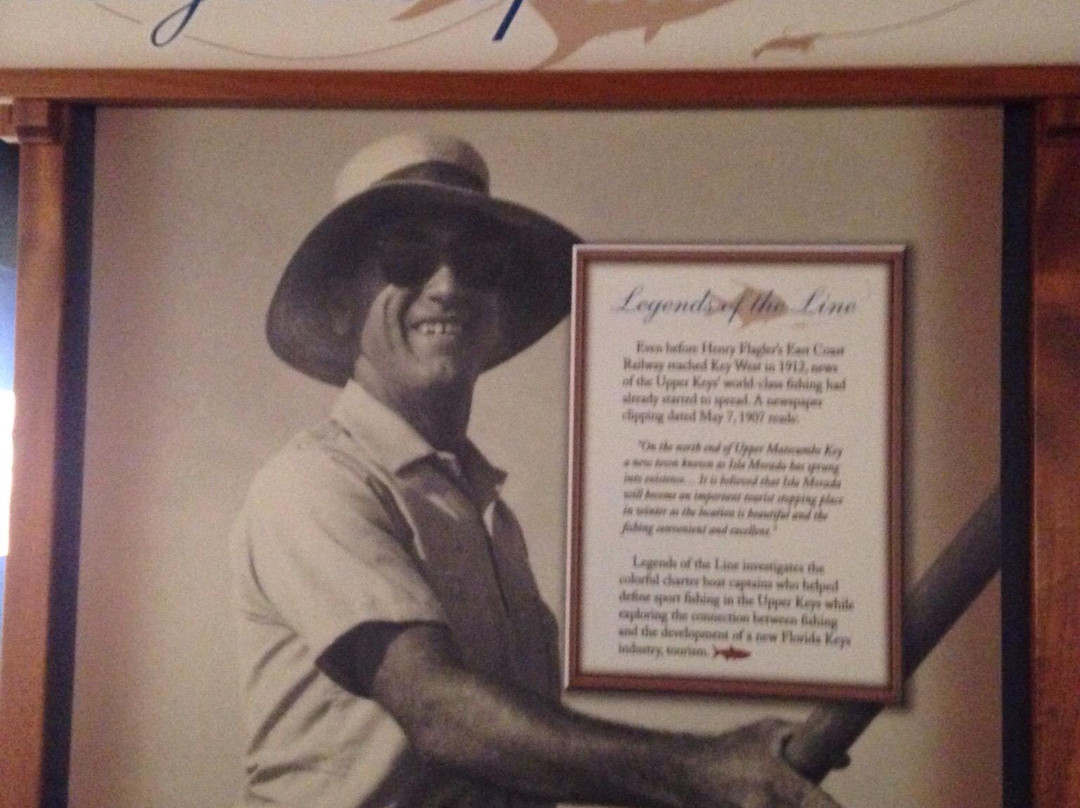 Legends of the Line
Even before Henry Flagler's East Coast
Railway reached Key West in 1912, news
of the Upper Keys' world-class fishing had
already started to spread. A newspaper
clipping dated May 7, 1907 reads:
"On the north end of Upper Matecumbe Key
a new town known as Isla Morada has sprung
into existence... It is believed that Isla Morada
will become an important tourist stopping place
in winter as the location is beautiful and the
fishing convenient and excellent."
Legends of the Line investigates the
colorful charter boat captains who helped
define sport fishing in the Upper Keys while
exploring the connection between fishing
and the development of a new Florida Keys
industry, tourism.